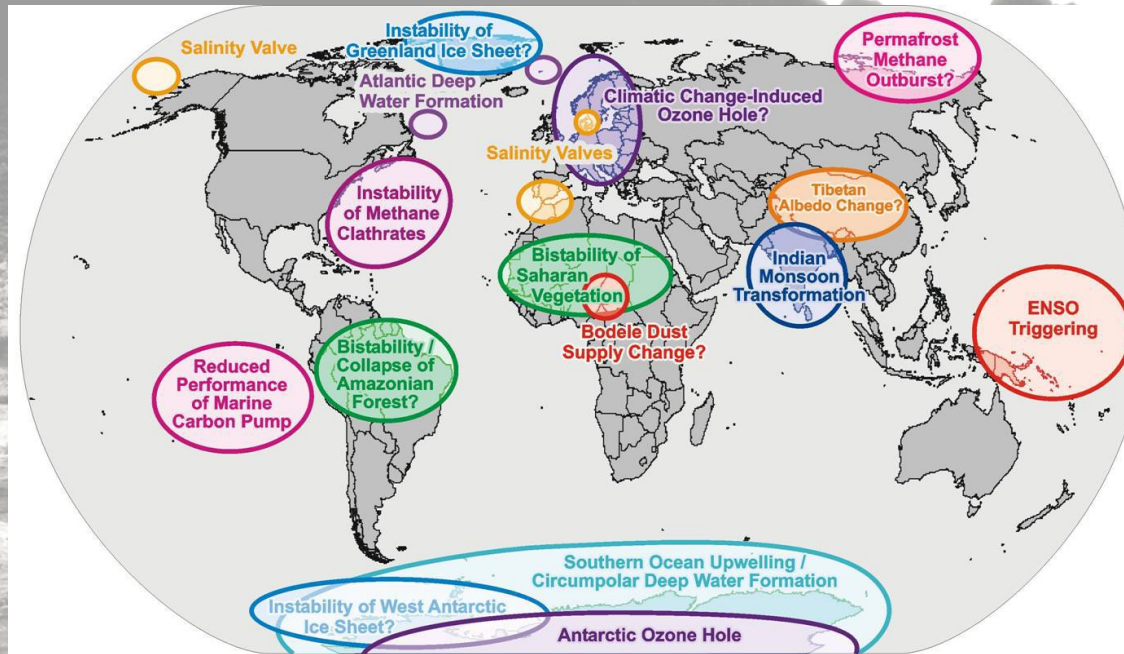 Salinity Valve
Instability of
Greenland Ice Sheet?
Permafrost
Methane
Outburst?
Atlantic Deep
Water Formation
Climatic Change-Induced
Ozone Hole?
Salinity Valves
Instability
of Methane
Clathrates
Tibetan
Albedo Change?
Bistability of
Saharan
Vegetation
Indian
Monsoon
Transformation
Bodele Dust
Supply Change?
ENSO
Triggering
Reduced
Performance
of Marine
Carbon Pump
Bistability /
Collapse of
Amazonian
Forest?
Southern Ocean Upwelling /
Circumpolar Deep Water Formation
Instability of West Antarctic
Ice Sheet?
Antarctic Ozone Hole